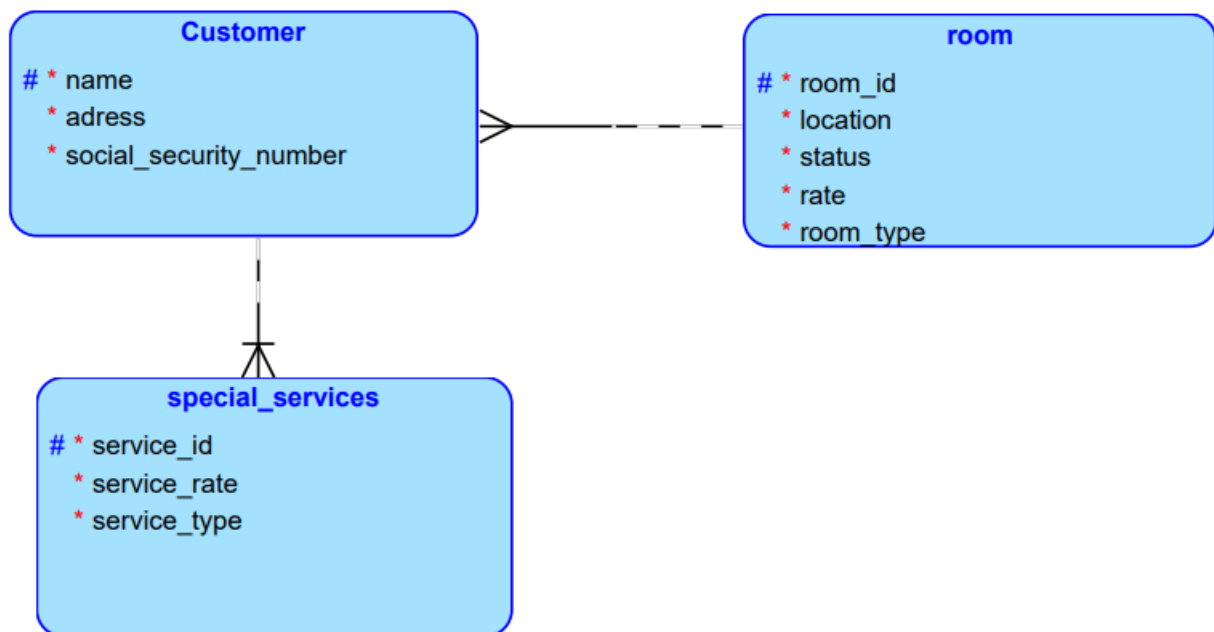 Customer
# * name
* adress
* social_security_number
room
# * room_id
* location
* status
* rate
* room_type
special_services
# * service_id
* service_rate
* service_type